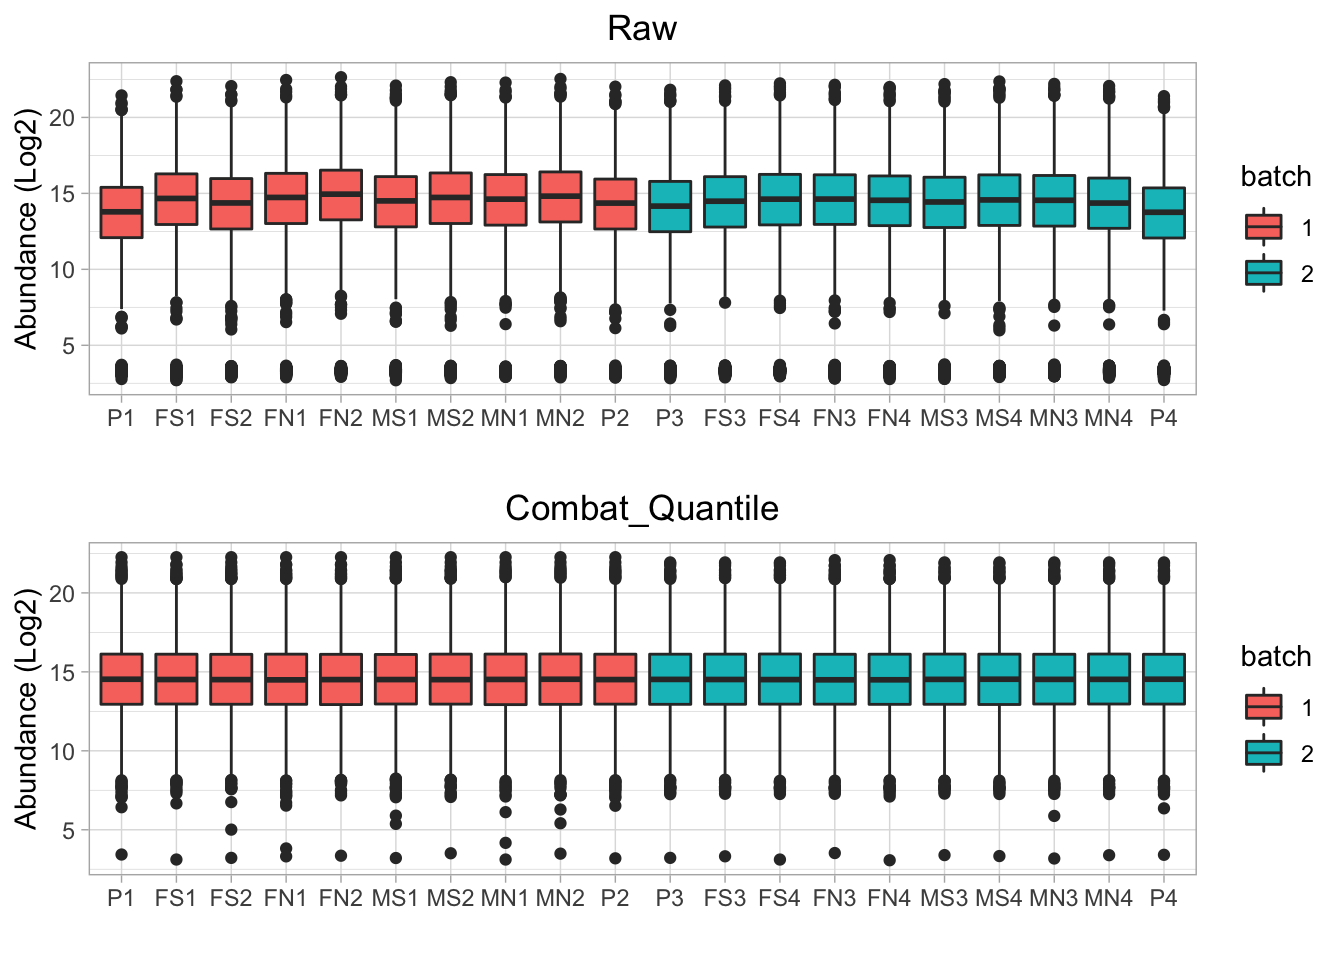 Raw
Abundance (Log2)
20
15
10
5
P1 FS1 FS2 FN1 FN2 MS1 MS2 MN1 MN2 P2 P3 FS3 FS4 FN3 FN4 MS3 MS4 MN3 MN4 P4
batch
1
2
Combat_Quantile
Abundance (Log2)
20
15
10
5
P1 FS1 FS2 FN1 FN2 MS1 MS2 MN1 MN2 P2 P3 FS3 FS4 FN3 FN4 MS3 MS4 MN3 MN4 P4
batch
1
2